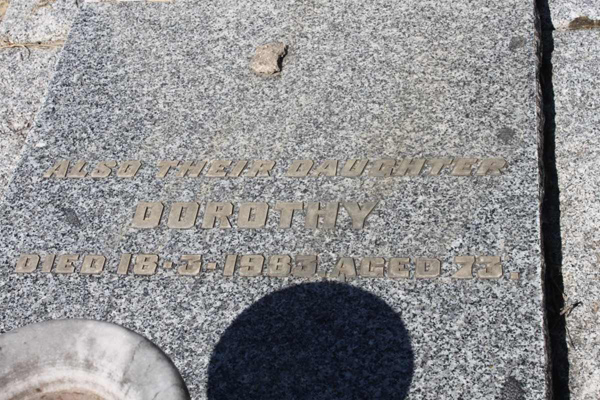 ALSO THEIR DAUGHTER
DOROTHY
DIED 18-3-1983 AGED 73.